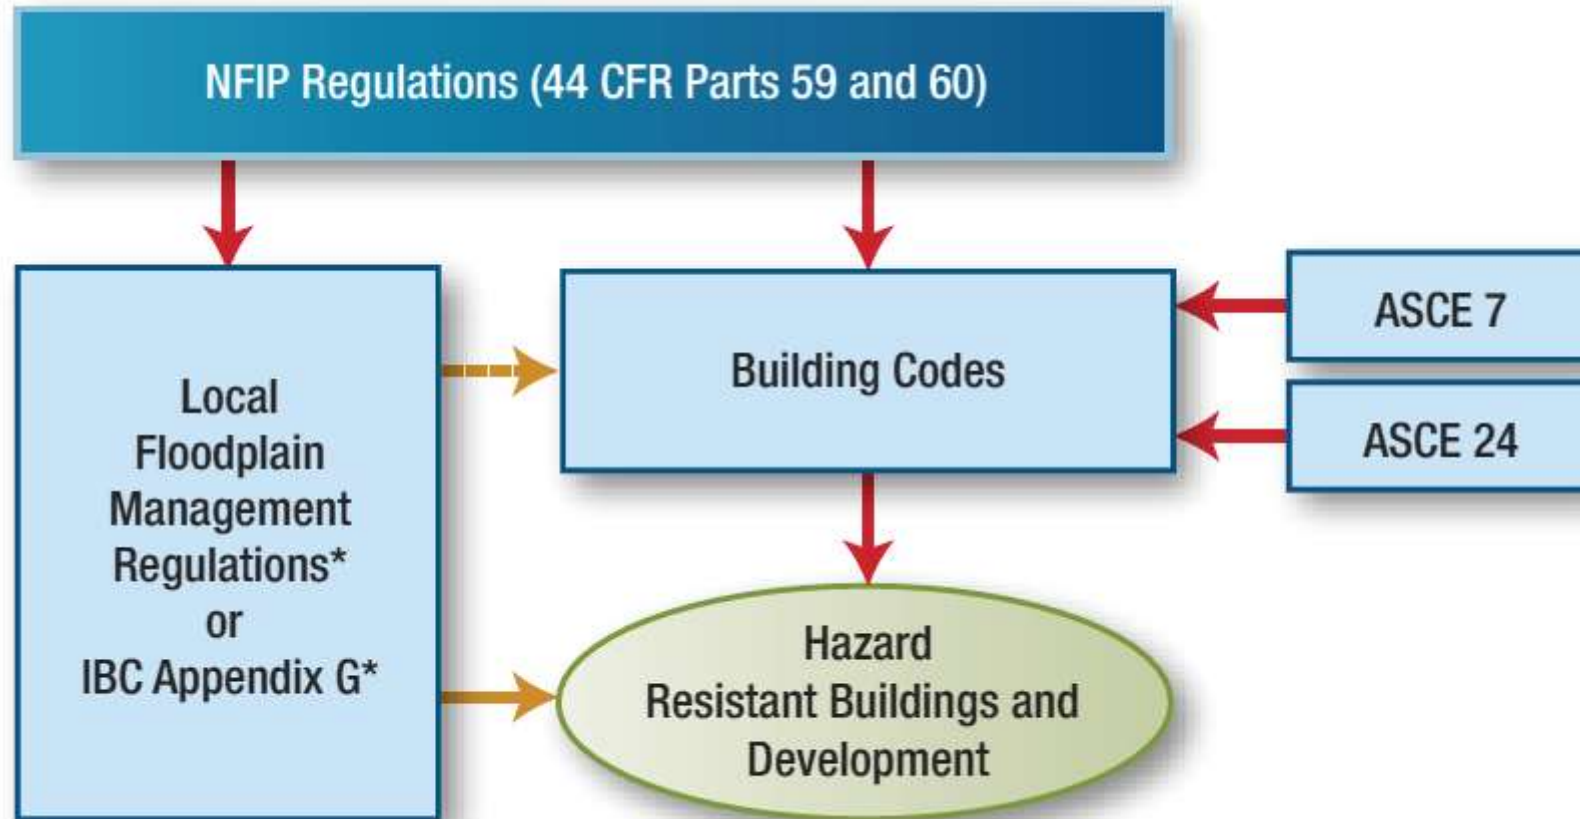 NFIP Regulations (44 CFR Parts 59 and 60)
Local
Floodplain
Management
Regulations*
or
IBC Appendix G*
Building Codes
ASCE 7
ASCE 24
Hazard
Resistant Buildings and
Development